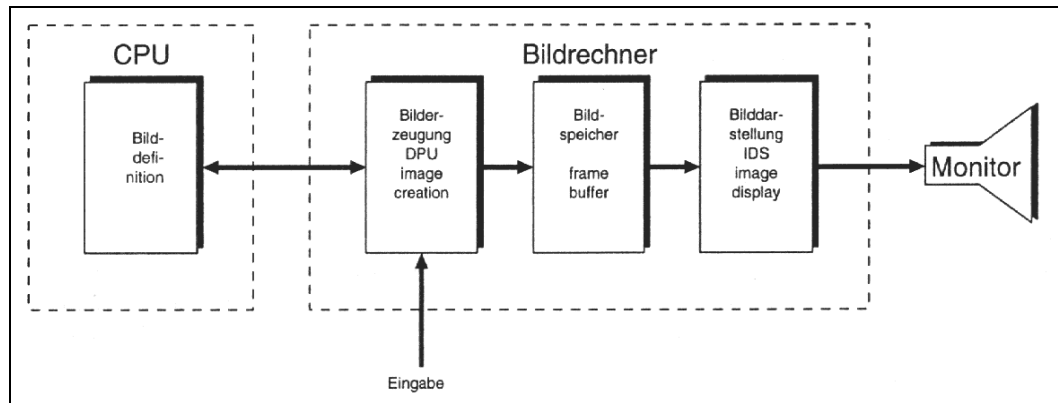 CPU
Bild-
defi-
nition
Bildrechner
Bilder-
zeugung
DPU
image
creation
Bild-
speicher
frame
buffer
Bilddar-
stellung
IDS
image
display
Monitor
Eingabe